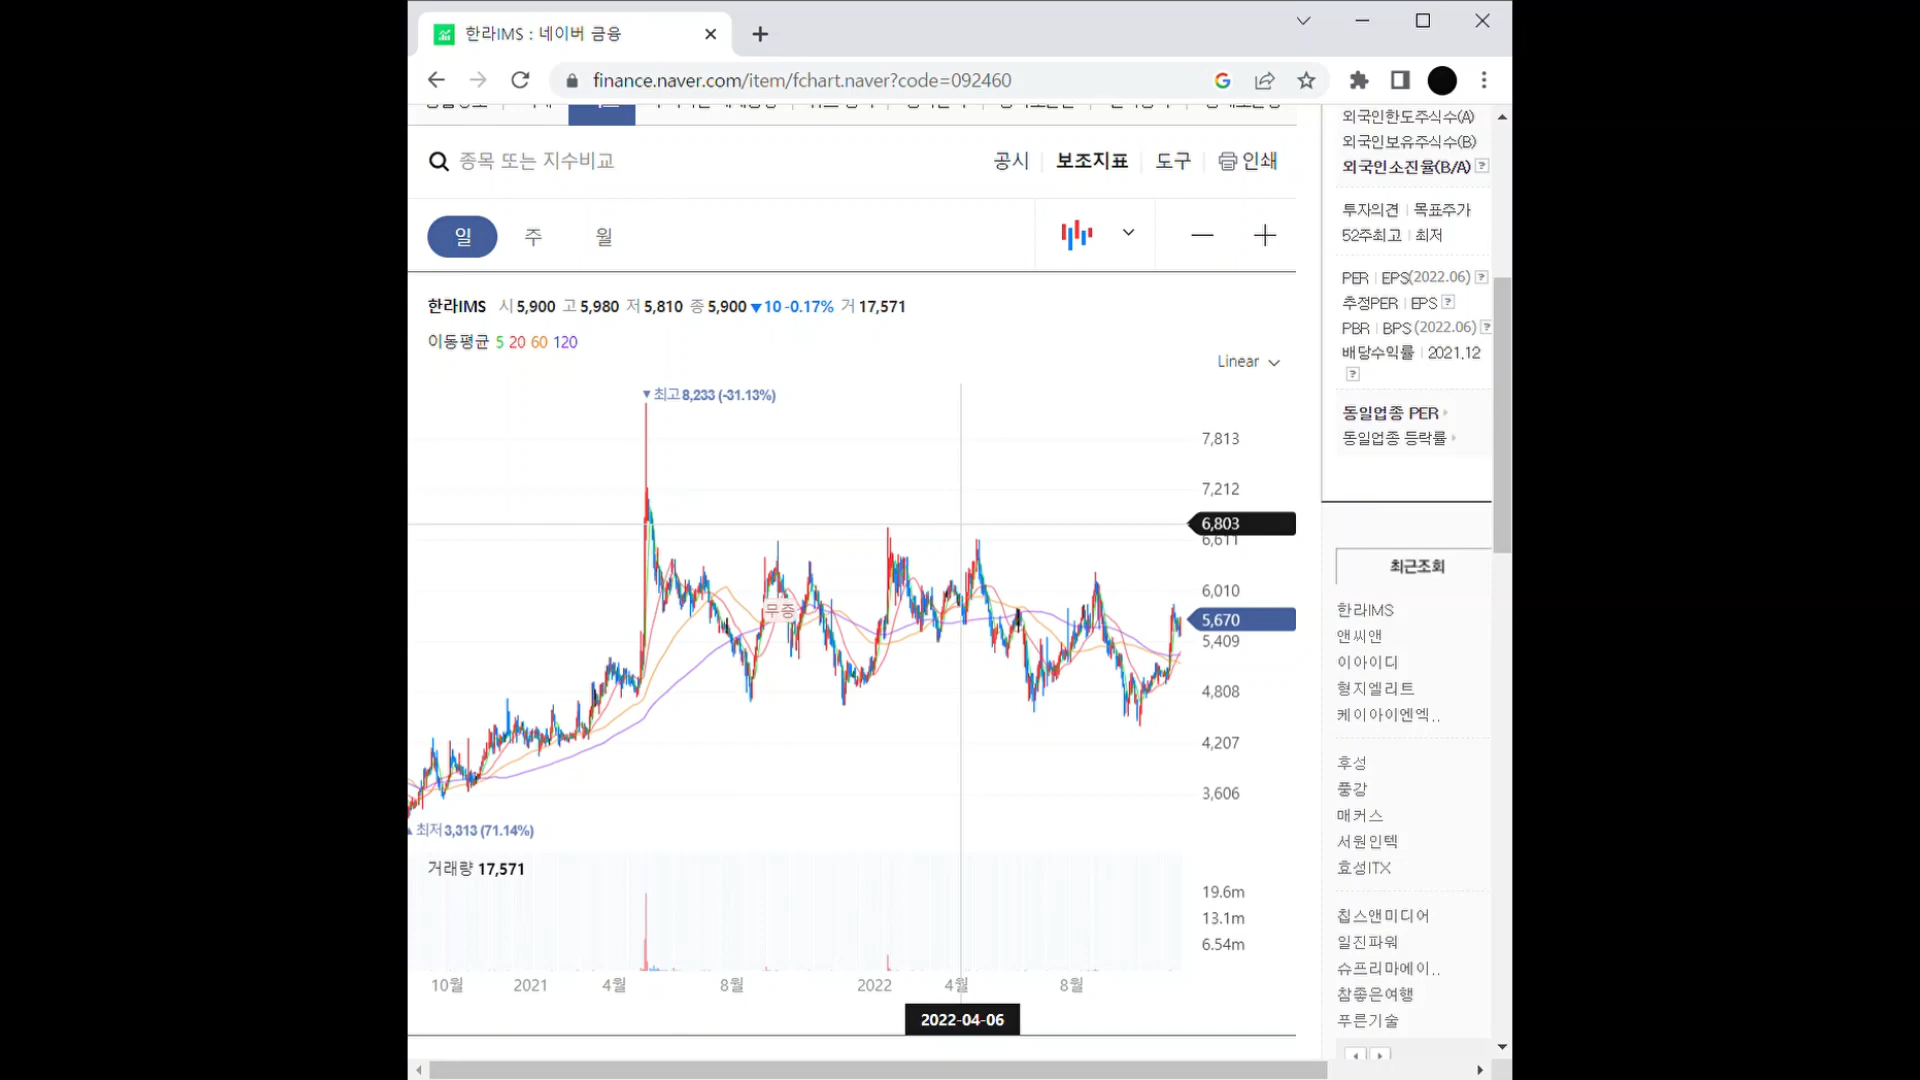 한라IMS : 네이버 금융
finance.naver.com/item/fchart.naver?code=092460
종목 또는 지수비교
공시 보조지표 도구 인쇄
일 주 월
한라IMS 시 5,900 고 5,980 저 5,810 종 5,900 ▼10 -0.17% 거 17,571
이동평균 5 20 60 120
Linear
▼최고 8,233 (-31.13%)
7,813
7,212
6,803
6,611
6,010
무증
5,670
5,409
4,808
4,207
3,606
▲최저 3,313 (71.14%)
거래량 17,571
19.6m
13.1m
6.54m
10월 2021 4월 8월 2022 4월 8월
2022-04-06
외국인한도주식수(A)
외국인보유주식수(B)
외국인소진율(B/A) ?
투자의견 | 목표주가
52주최고 | 최저
PER | EPS(2022.06) ?
추정PER | EPS ?
PBR | BPS (2022.06) ?
배당수익률 | 2021.12
?
동일업종 PER
동일업종 등락률
최근조회
한라IMS
앤씨앤
이아이디
형지엘리트
케이아이엔엑..
후성
풍강
매커스
서원인텍
효성ITX
칩스앤미디어
일진파워
슈프리마에이..
참좋은여행
푸른기술